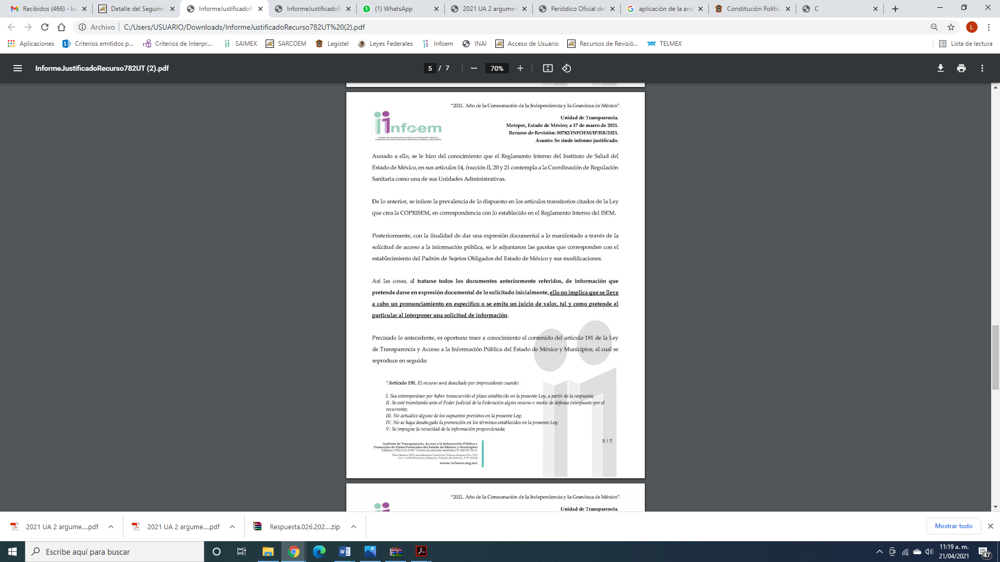 Recibidos (466) - lui
Detalle del Seguimi
InformeJustificadoR
InformeJustificadoR
(1) WhatsApp
2021 UA 2 argumen
Periódico Oficial del
aplicación de la ana
Constitución Polític
C
Archivo
C:/Users/USUARIO/Downloads/InformeJustificadoRecurso782UT%20(2).pdf
L
Aplicaciones
Criterios emitidos p...
Criterios de Interpr...
SAIMEX
SARCOEM
Legistel
Leyes Federales
Infoem
INAI
Acceso de Usuario
Recursos de Revisió...
TELMEX
Lista de lectura
InformeJustificadoRecurso782UT (2).pdf
5 / 7
70%
“2021. Año de la Consumación de la Independencia y la Grandeza de México”.
infoem
Instituto de Transparencia, Acceso a la Información Pública y
Protección de Datos Personales del Estado de México y Municipios
Unidad de Transparencia.
Metepec, Estado de México; a 17 de marzo de 2021.
Recurso de Revisión: 00782/INFOEM/IP/RR/2021.
Asunto: Se rinde informe justificado.
Aunado a ello, se le hizo del conocimiento que el Reglamento Interno del Instituto de Salud del
Estado de México, en sus artículos 14, fracción II, 20 y 21 contempla a la Coordinación de Regulación
Sanitaria como una de sus Unidades Administrativas.
De lo anterior, se infiere la prevalencia de lo dispuesto en los artículos transitorios citados de la Ley
que crea la COPRISEM, en correspondencia con lo establecido en el Reglamento Interno del ISEM.
Posteriormente, con la finalidad de dar una expresión documental a lo manifestado a través de la
solicitud de acceso a la información pública, se le adjuntaron las gacetas que corresponden con el
establecimiento del Padrón de Sujetos Obligados del Estado de México y sus modificaciones.
Así las cosas, al tratarse todos los documentos anteriormente referidos, de información que
pretende darse en expresión documental de lo solicitado inicialmente, ello no implica que se lleve
a cabo un pronunciamiento en específico o se emita un juicio de valor, tal y como pretende el
particular al interponer una solicitud de información.
Precisado lo antecedente, es oportuno traer a conocimiento el contenido del artículo 191 de la Ley
de Transparencia y Acceso a la Información Pública del Estado de México y Municipios, el cual se
reproduce en seguida:
“Artículo 191. El recurso será desechado por improcedente cuando:
I. Sea extemporáneo por haber transcurrido el plazo establecido en la presente Ley, a partir de la respuesta;
II. Se esté tramitando ante el Poder Judicial de la Federación algún recurso o medio de defensa interpuesto por el
recurrente;
III. No actualice alguno de los supuestos previstos en la presente Ley;
IV. No se haya desahogado la prevención en los términos establecidos en la presente Ley;
V. Se impugne la veracidad de la información proporcionada;
5 | 7
Instituto de Transparencia, Acceso a la Información Pública y
Protección de Datos Personales del Estado de México y Municipios
Teléfono: (722) 2 26 19 80 * Centro de atención telefónica: 01 800 821 04 41
Pino Suárez S/N, actualmente Carretera Toluca-Ixtapan No. 111,
Col. La Michoacana, Metepec, Estado de México, C.P. 52166
www.infoem.org.mx
“2021. Año de la Consumación de la Independencia y la Grandeza de México”.
Unidad de Transparencia.
2021 UA 2 argume....pdf
2021 UA 2 argume....pdf
Respuesta.026.202....zip
Mostrar todo
Escribe aquí para buscar
11:19 a. m.
21/04/2021
47